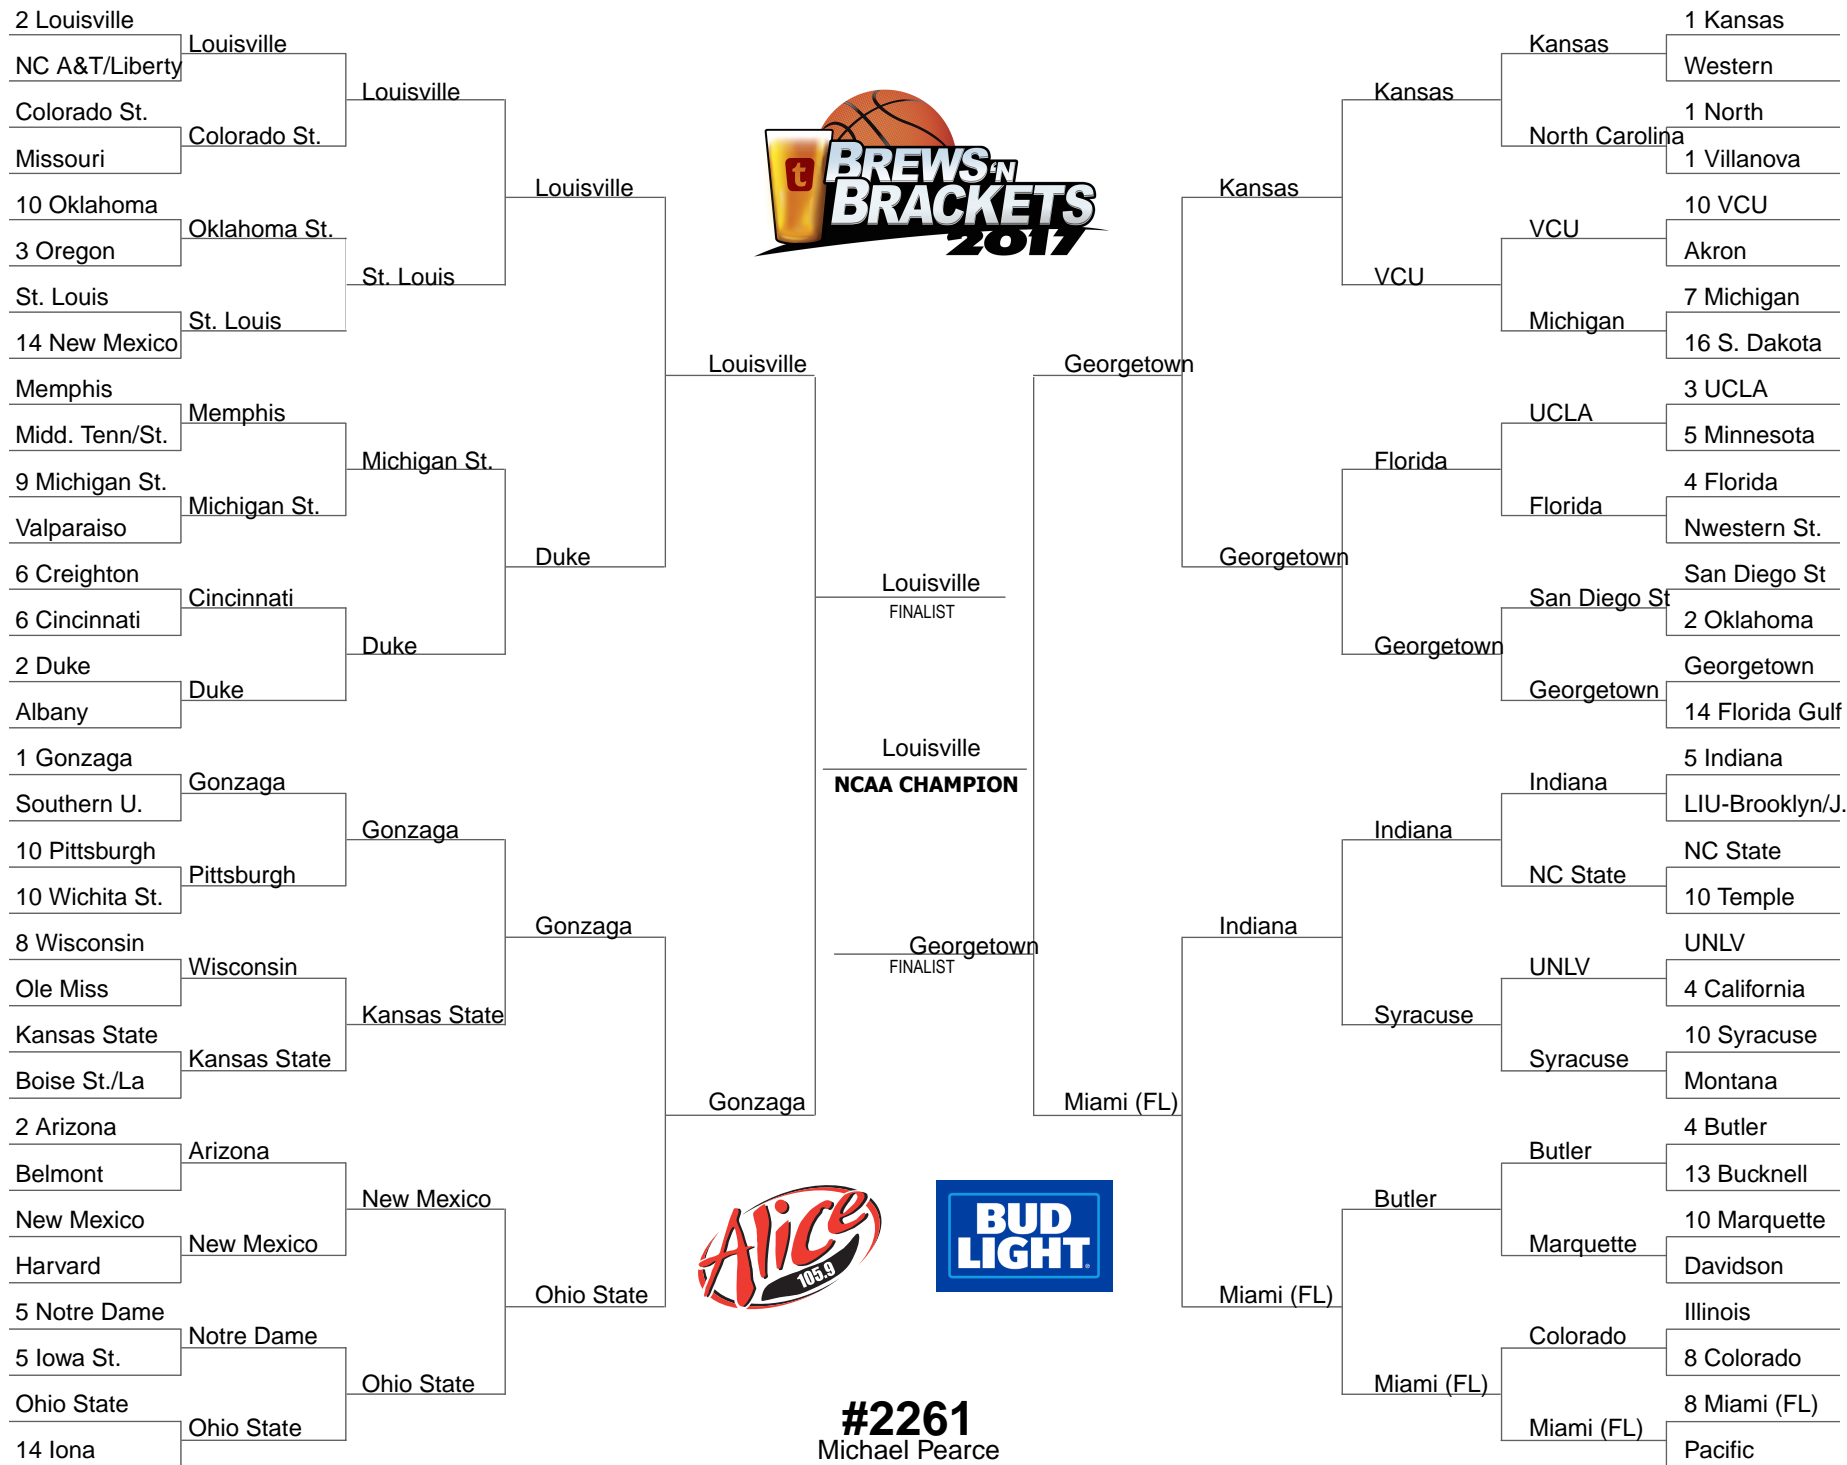 2 Louisville
NC A&T/Liberty
Colorado St.
Missouri
10 Oklahoma
3 Oregon
St. Louis
14 New Mexico
Memphis
Midd. Tenn/St.
9 Michigan St.
Valparaiso
6 Creighton
6 Cincinnati
2 Duke
Albany
1 Gonzaga
Southern U.
10 Pittsburgh
10 Wichita St.
8 Wisconsin
Ole Miss
Kansas State
Boise St./La
2 Arizona
Belmont
New Mexico
Harvard
5 Notre Dame
5 Iowa St.
Ohio State
14 Iona
Louisville
Colorado St.
Oklahoma St.
St. Louis
Memphis
Michigan St.
Cincinnati
Duke
Gonzaga
Pittsburgh
Wisconsin
Kansas State
Arizona
New Mexico
Notre Dame
Ohio State
Louisville
St. Louis
Michigan St.
Duke
Gonzaga
Kansas State
New Mexico
Ohio State
Louisville
Duke
Gonzaga
Ohio State
Louisville
Gonzaga
t
BREWS 'N
BRACKETS
2017
Louisville
FINALIST
Louisville
NCAA CHAMPION
Georgetown
FINALIST
Alice
105.9
BUD
LIGHT
#2261
Michael Pearce
Georgetown
Miami (FL)
Kansas
Georgetown
Indiana
Miami (FL)
Kansas
VCU
Florida
Georgetown
Indiana
Syracuse
Butler
Miami (FL)
Kansas
North Carolina
VCU
Michigan
UCLA
Florida
San Diego St
Georgetown
Indiana
NC State
UNLV
Syracuse
Butler
Marquette
Colorado
Miami (FL)
1 Kansas
Western
1 North
1 Villanova
10 VCU
Akron
7 Michigan
16 S. Dakota
3 UCLA
5 Minnesota
4 Florida
Nwestern St.
San Diego St
2 Oklahoma
Georgetown
14 Florida Gulf
5 Indiana
LIU-Brooklyn/J.
NC State
10 Temple
UNLV
4 California
10 Syracuse
Montana
4 Butler
13 Bucknell
10 Marquette
Davidson
Illinois
8 Colorado
8 Miami (FL)
Pacific